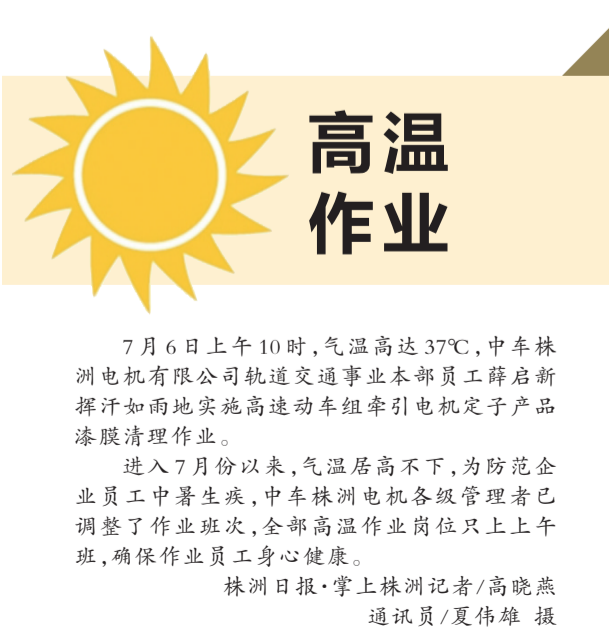 高温
作业
7月6日上午10时，气温高达37℃，中车株
洲电机有限公司轨道交通事业本部员工薛启新
挥汗如雨地实施高速动车组牵引电机定子产品
漆膜清理作业。
进入7月份以来，气温居高不下，为防范企
业员工中暑生疾，中车株洲电机各级管理者已
调整了作业班次，全部高温作业岗位只上上午
班，确保作业员工身心健康。
株洲日报·掌上株洲记者/高晓燕
通讯员/夏伟雄 摄